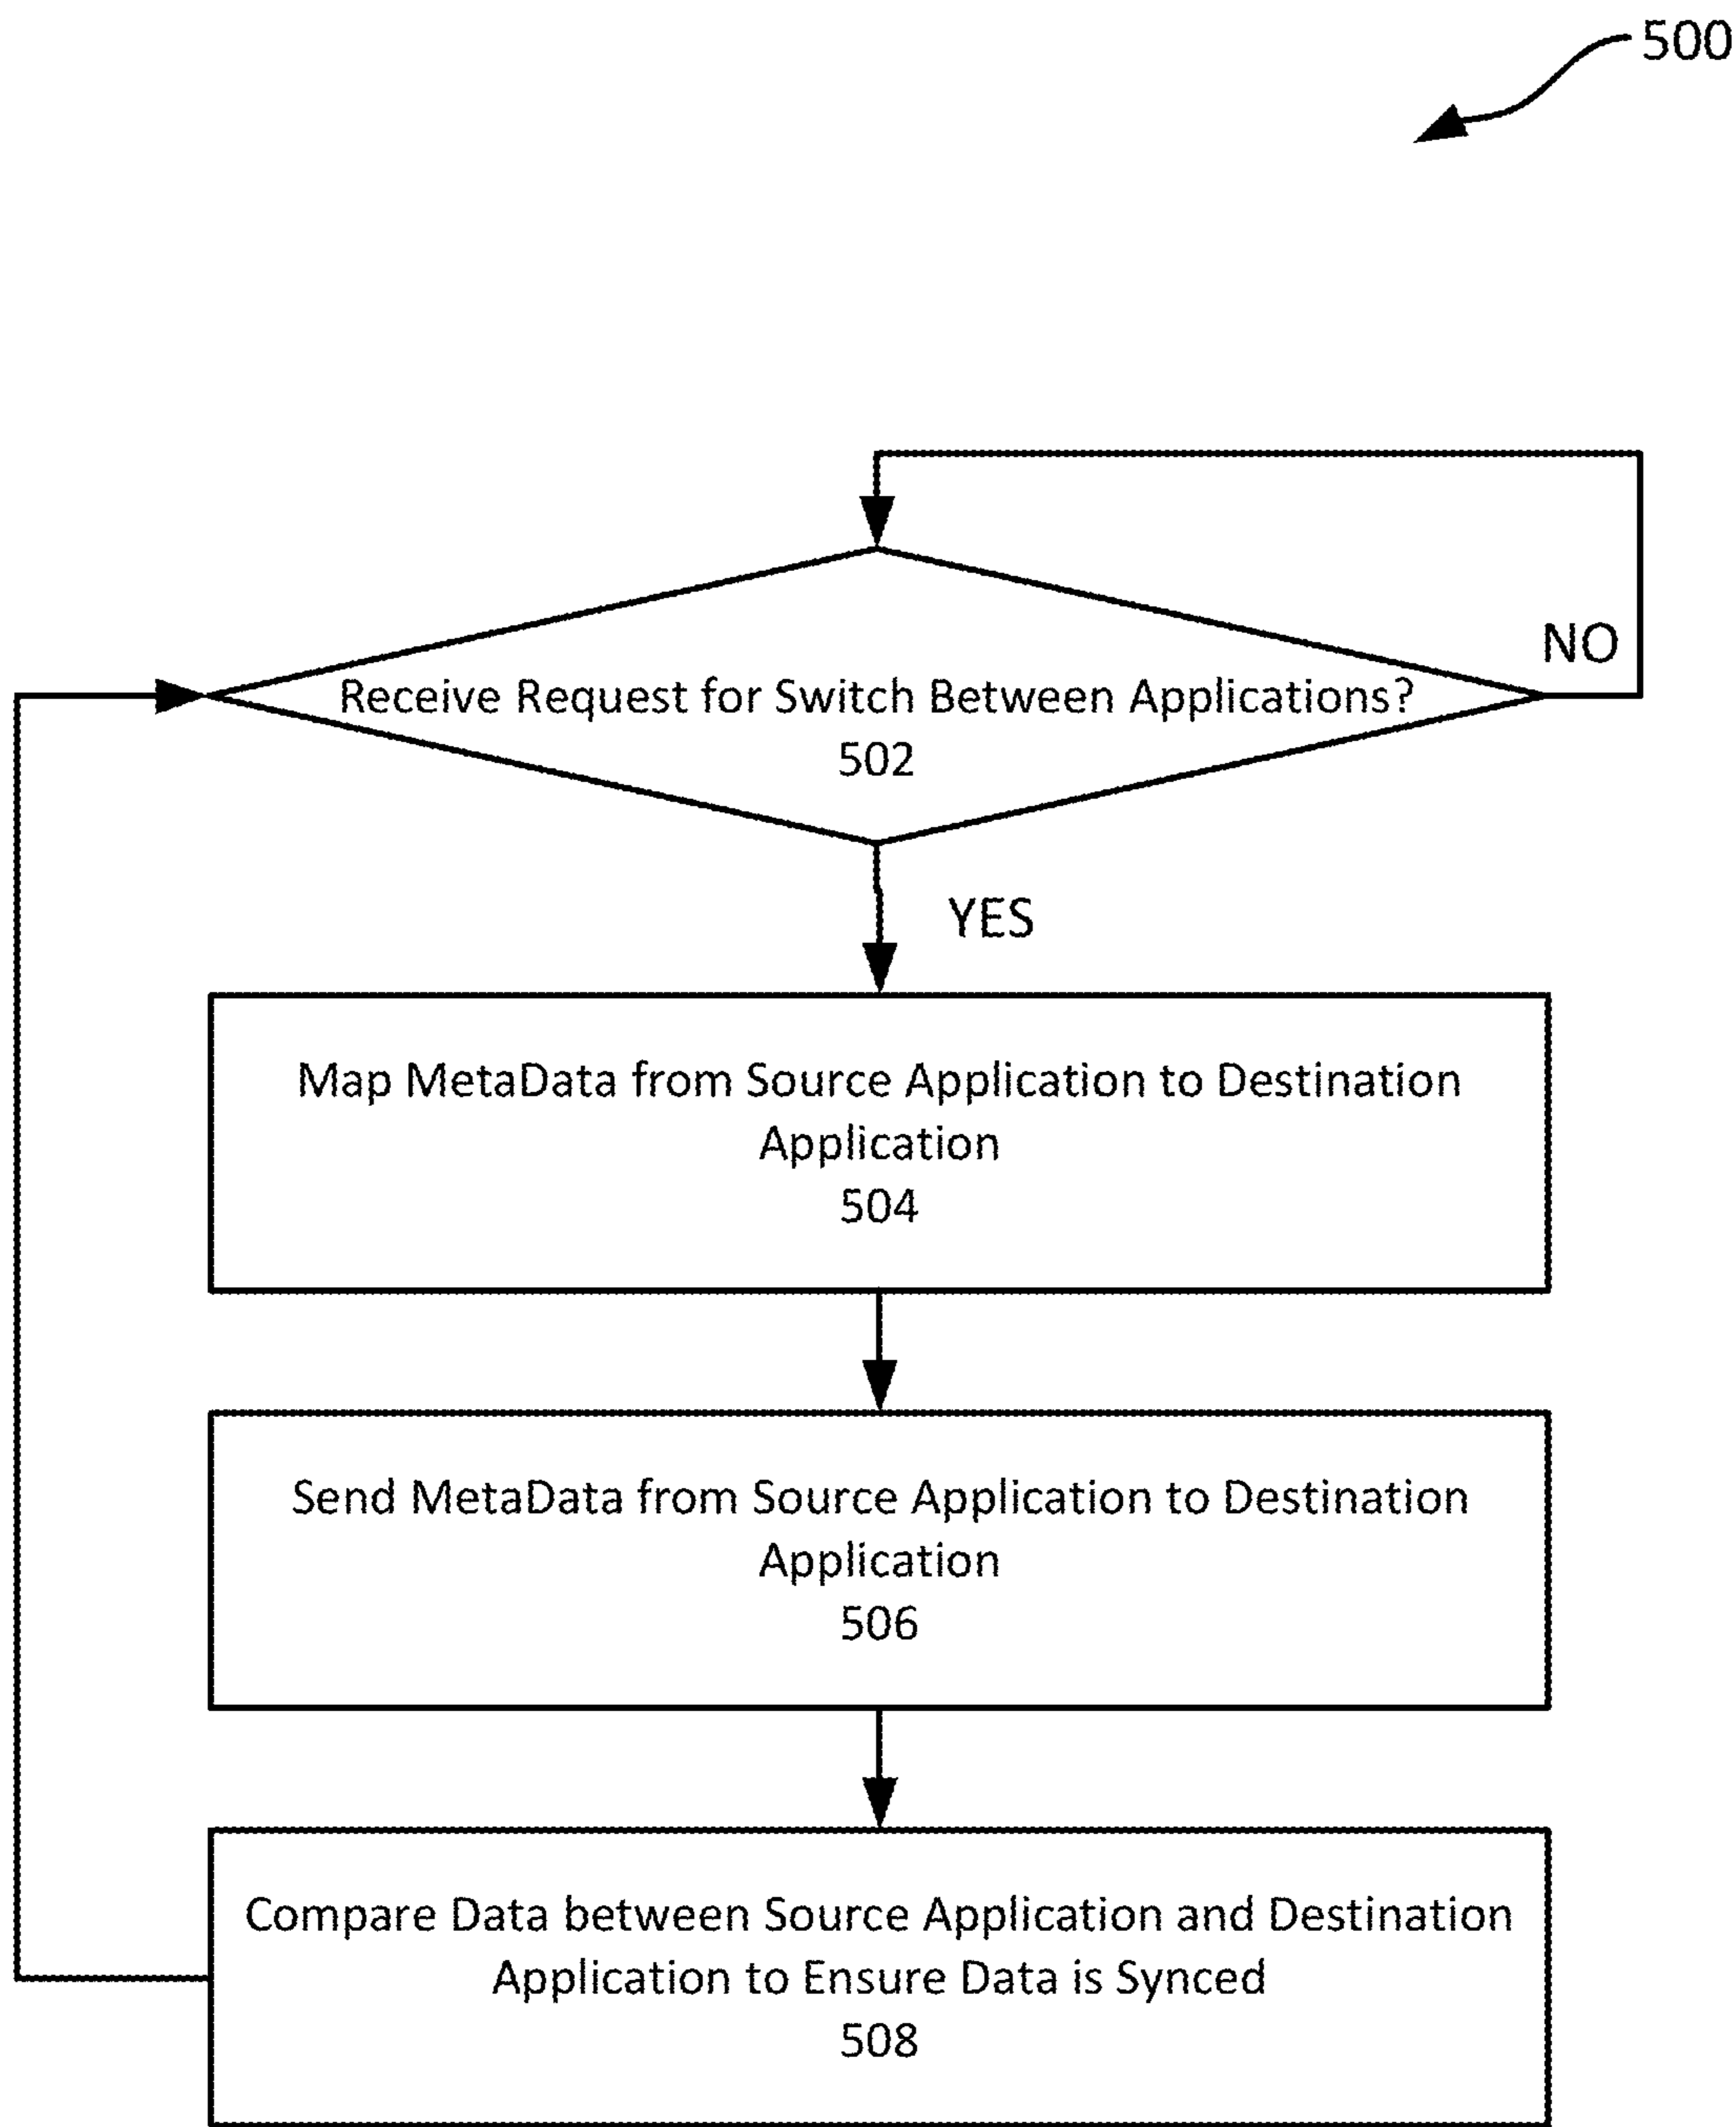 500
NO
Receive Request for Switch Between Applications?
502
YES
Map MetaData from Source Application to Destination
Application
504
Send MetaData from Source Application to Destination
Application
506
Compare Data between Source Application and Destination
Application to Ensure Data is Synced
508